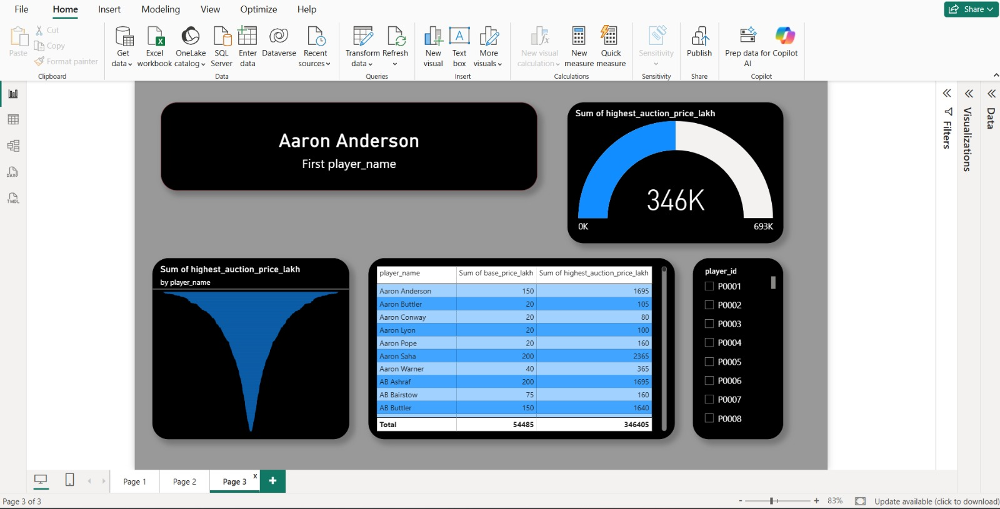 File Home Insert Modeling View Optimize Help
Share
Paste
Cut
Copy
Format painter
Clipboard
Get data
Excel workbook
OneLake catalog
SQL Server
Enter data
Dataverse
Recent sources
Data
Transform data
Refresh
Queries
New visual
Text box
More visuals
Insert
New visual calculation
New measure
Quick measure
Calculations
Sensitivity
Sensitivity
Publish
Share
Prep data for AI
Copilot
Copilot
DAX
TMDL
Aaron Anderson
First player_name
Sum of highest_auction_price_lakh
346K
0K 693K
Sum of highest_auction_price_lakh
by player_name
player_name Sum of base_price_lakh Sum of highest_auction_price_lakh
Aaron Anderson 150 1695
Aaron Buttler 20 105
Aaron Conway 20 80
Aaron Lyon 20 100
Aaron Pope 20 160
Aaron Saha 200 2365
Aaron Warner 40 365
AB Ashraf 200 1695
AB Bairstow 75 160
AB Buttler 150 1640
Total 54485 346405
player_id
P0001
P0002
P0003
P0004
P0005
P0006
P0007
P0008
Filters
Visualizations
Data
Page 1 Page 2 Page 3 x +
Page 3 of 3
- + 83% Update available (click to download)